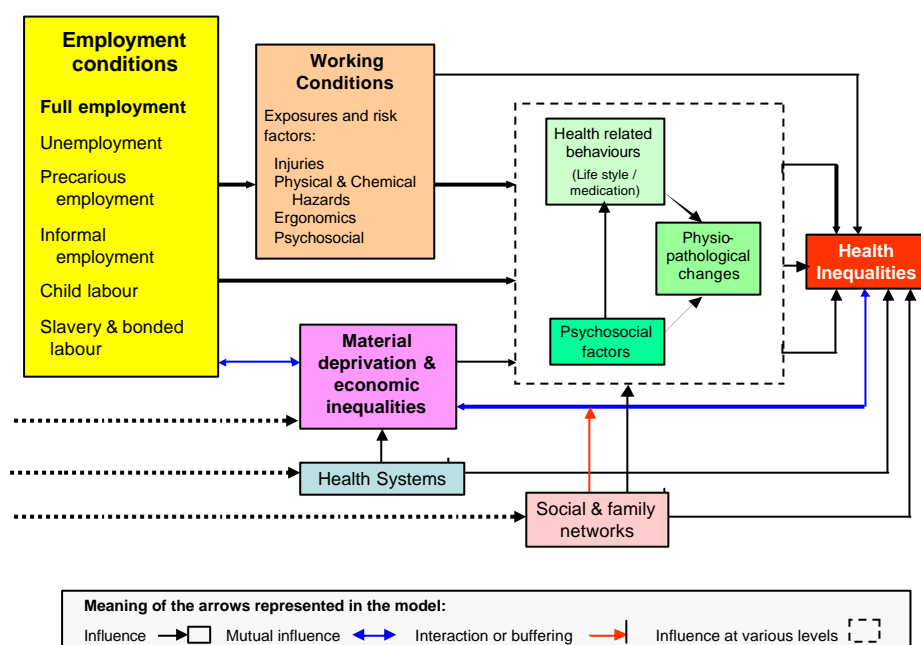 Employment
conditions
Full employment
Unemployment
Precarious
employment
Informal
employment
Child labour
Slavery & bonded
labour
Working
Conditions
Exposures and risk
factors:
Injuries
Physical & Chemical
Hazards
Ergonomics
Psychosocial
Material
deprivation &
economic
inequalities
Health Systems
Health related
behaviours
(Life style /
medication)
Physio-
pathological
changes
Psychosocial
factors
Social & family
networks
Health
Inequalities
Meaning of the arrows represented in the model:
Influence Mutual influence Interaction or buffering Influence at various levels